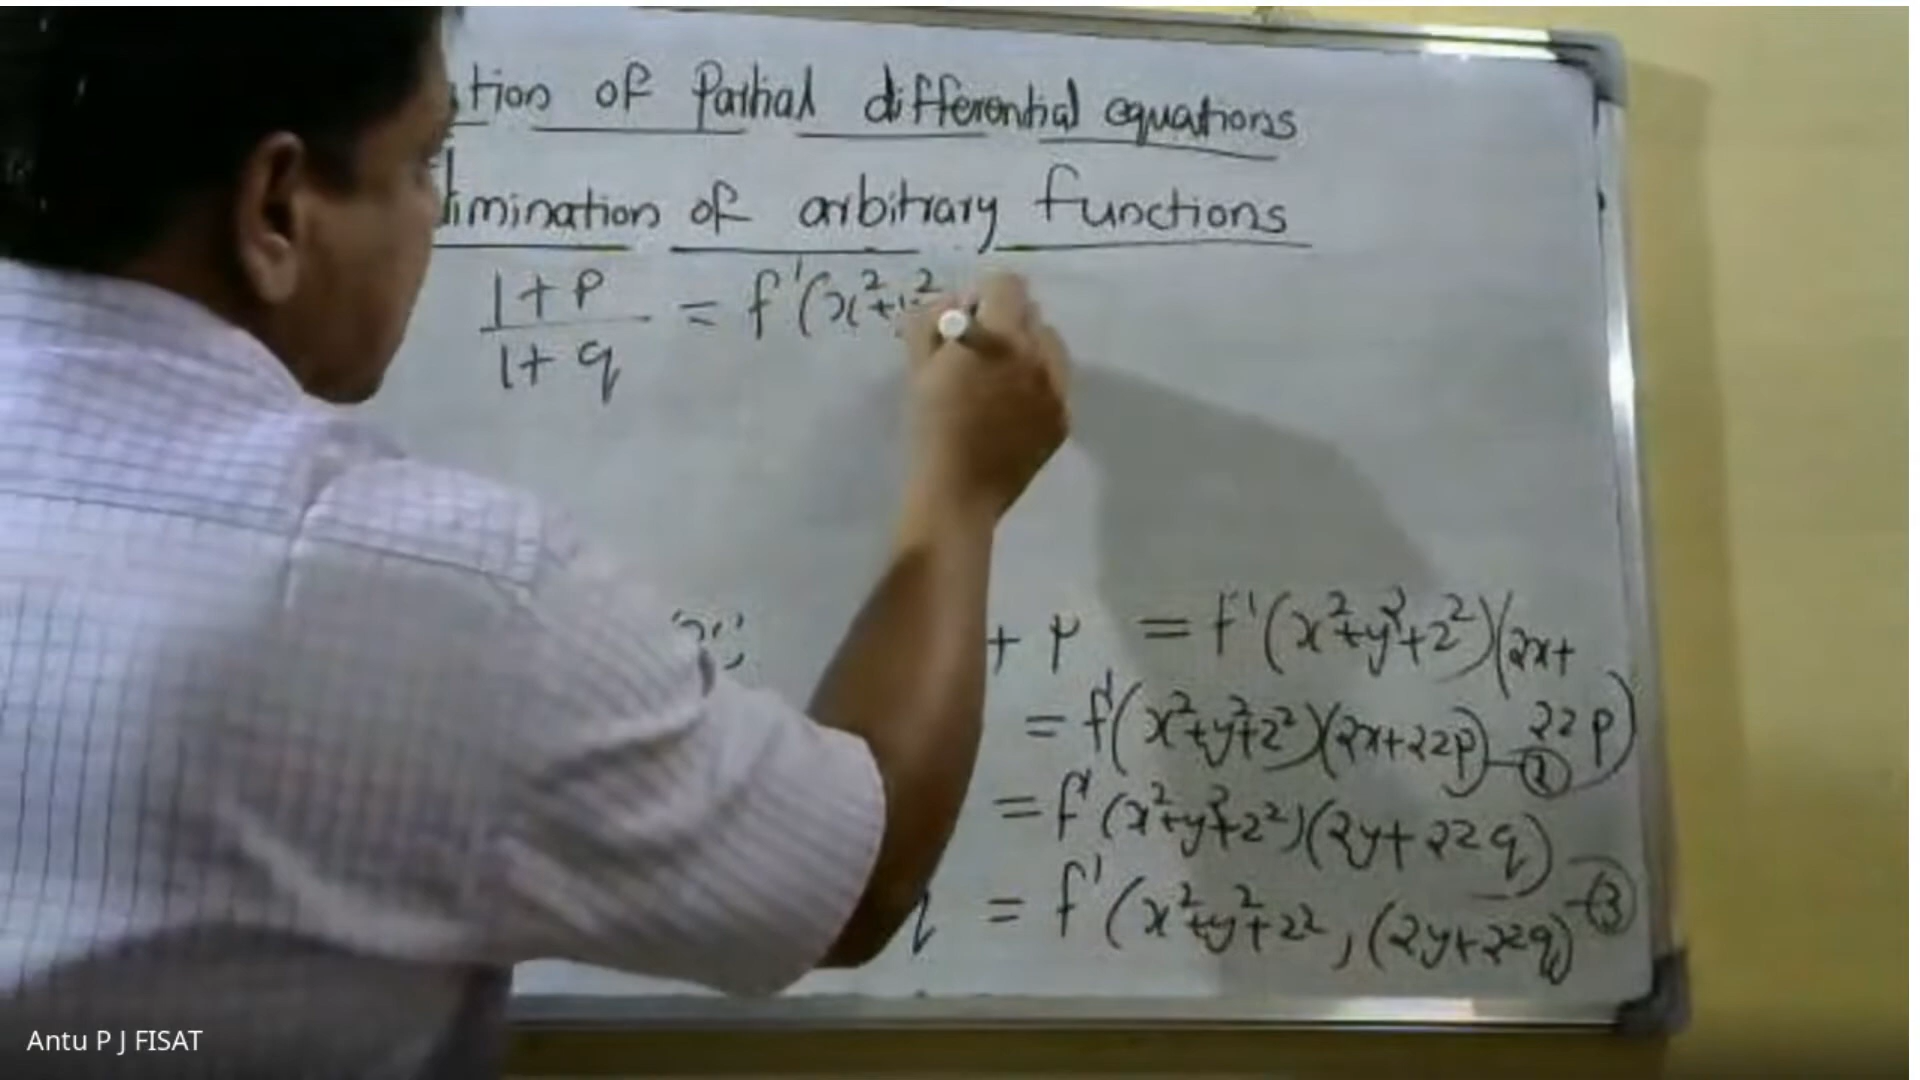 tion of Partial differential equations
limination of arbitrary functions
1+p = f'(x²+y²
1+q
+ p = f'(x²+y²+z²)(2x+
2zp)
= f'(x²+y²+z²)(2x+2zp) —②
= f'(x²+y²+z²)(2y+2zq)
q = f'(x²+y²+z², (2y+2zq) —③
Antu P J FISAT